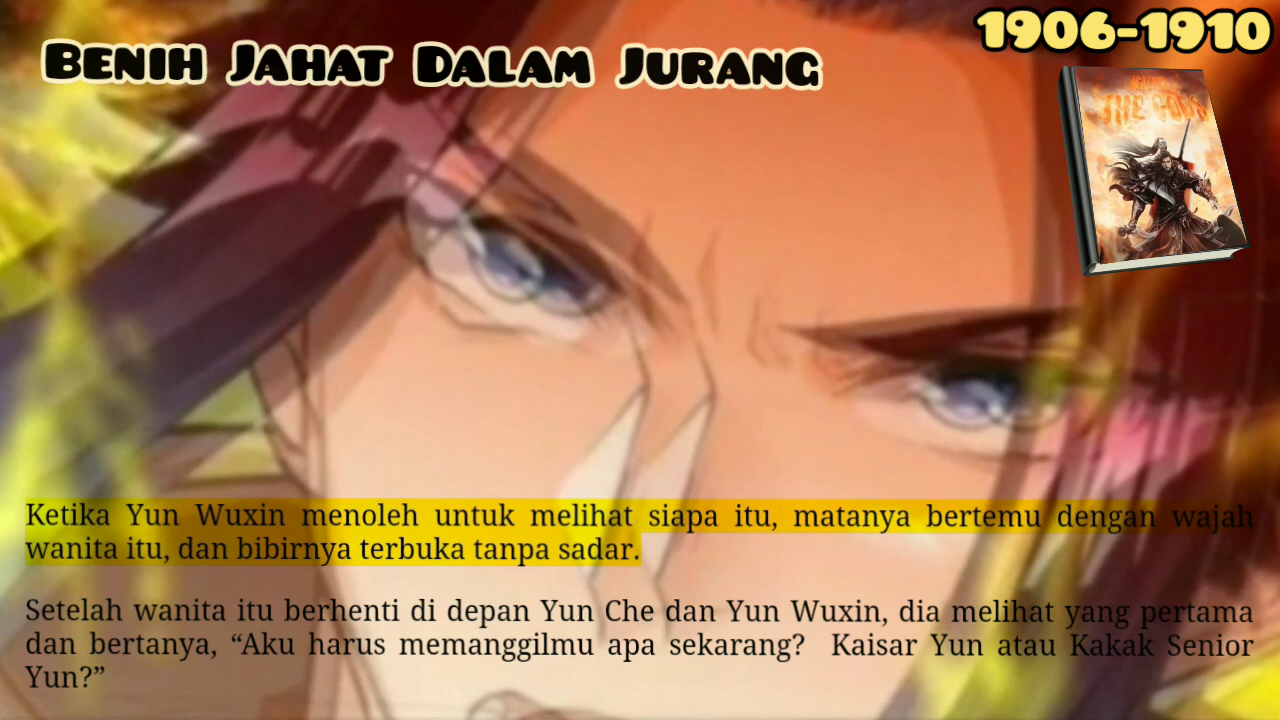 1906-1910
Benih Jahat Dalam Jurang
THE GODS
Ketika Yun Wuxin menoleh untuk melihat siapa itu, matanya bertemu dengan wajah
wanita itu, dan bibirnya terbuka tanpa sadar.
Setelah wanita itu berhenti di depan Yun Che dan Yun Wuxin, dia melihat yang pertama
dan bertanya, “Aku harus memanggilmu apa sekarang? Kaisar Yun atau Kakak Senior
Yun?”